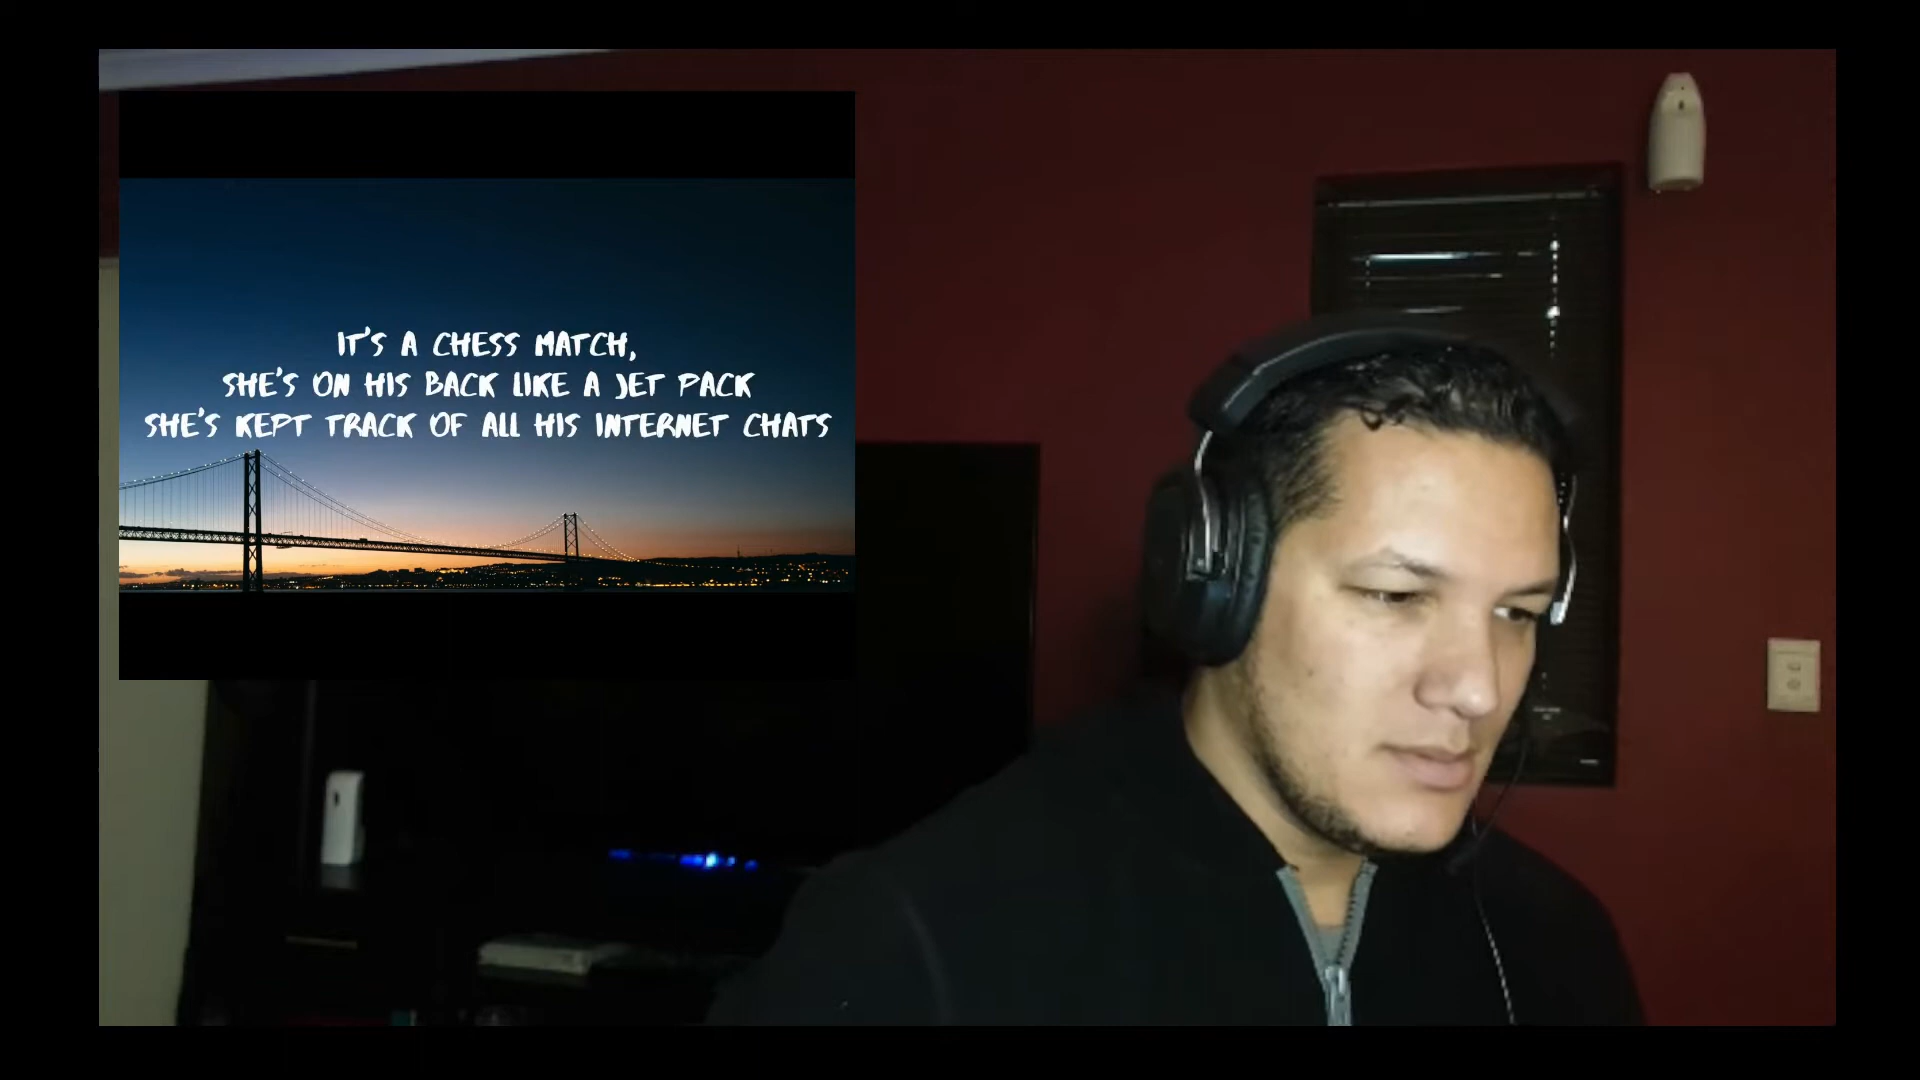 IT'S A CHESS MATCH,
SHE'S ON HIS BACK LIKE A JET PACK
SHE'S KEPT TRACK OF ALL HIS INTERNET CHATS